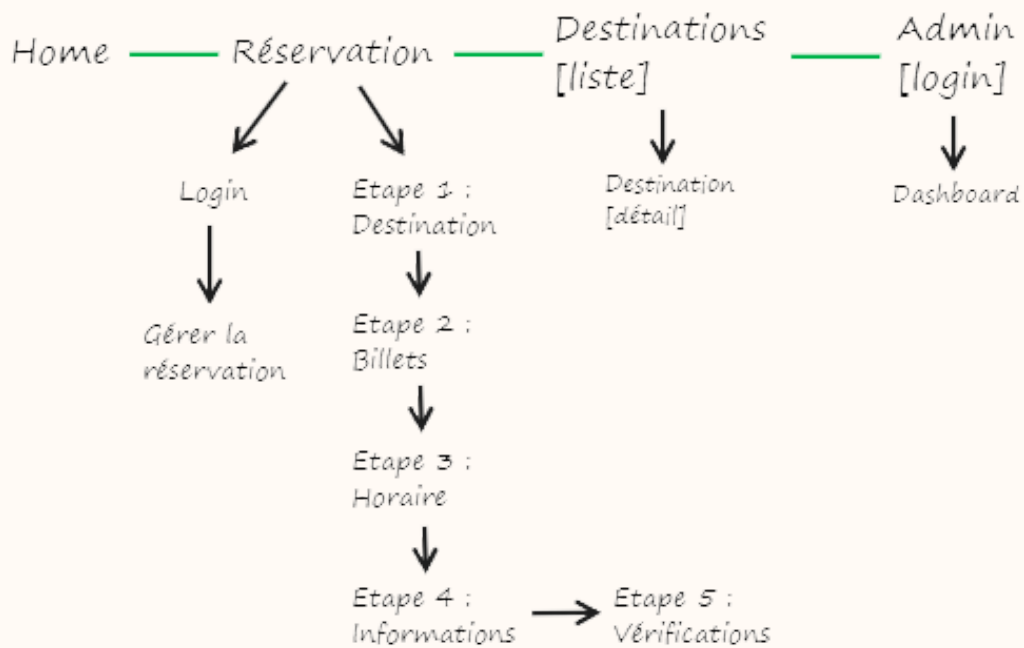 Home
Réservation
Destinations
[liste]
Admin
[login]
Login
Etape 1 :
Destination
Destination
[détail]
Dashboard
Gérer la
réservation
Etape 2 :
Billets
Etape 3 :
Horaire
Etape 4 :
Informations
Etape 5 :
Vérifications